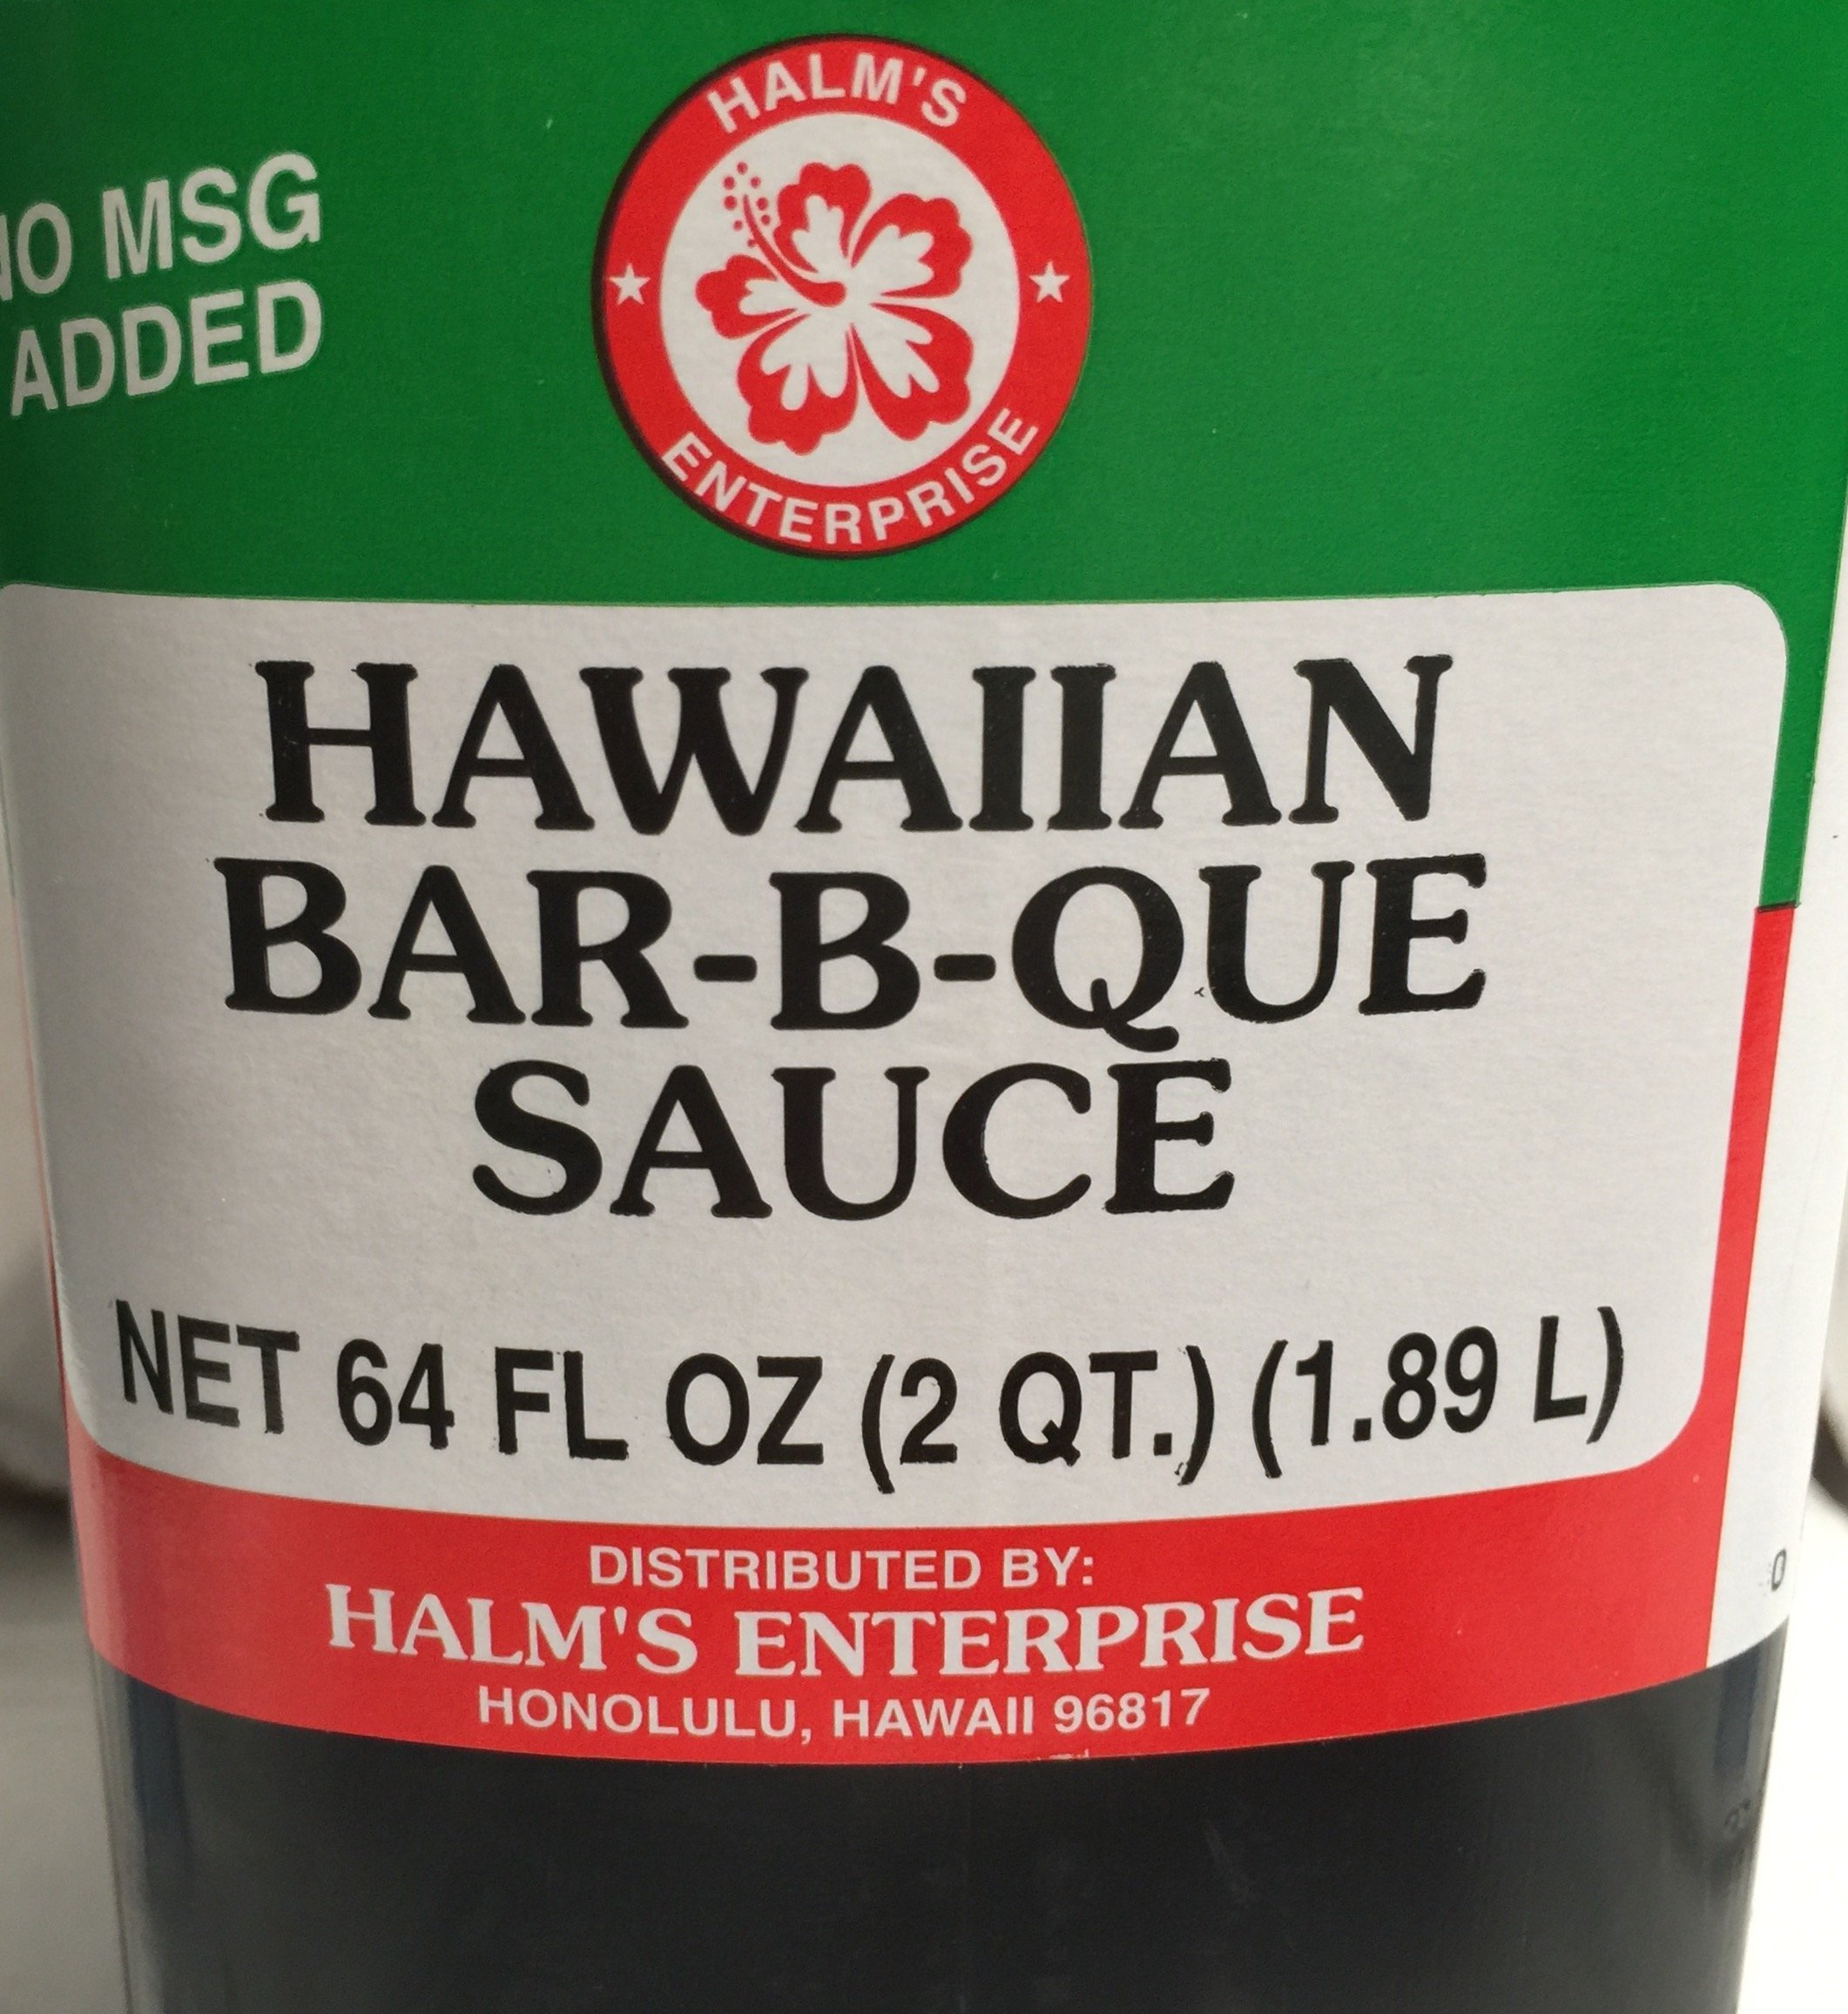 HALM'S
ENTERPRISE
MSG
ADDED
HAWAIIAN
BAR-B-QUE
SAUCE
NET 64 FL OZ (2 QT.) (1.89 L)
DISTRIBUTED BY:
HALM'S ENTERPRISE
HONOLULU, HAWAII 96817